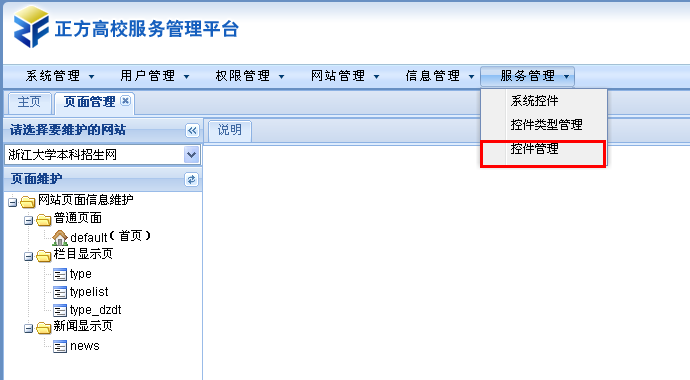 正方高校服务管理平台
系统管理 用户管理 权限管理 网站管理 信息管理 服务管理
主页 页面管理
系统控件
控件类型管理
控件管理
请选择要维护的网站
说明
浙江大学本科招生网
页面维护
网站页面信息维护
普通页面
default(首页)
栏目显示页
type
typelist
type_dzdt
新闻显示页
news